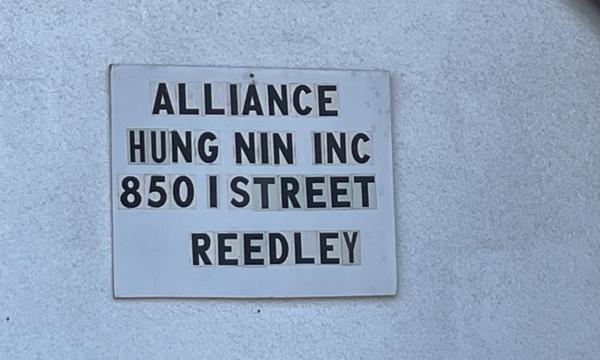 ALLIANCE
HUNG NIN INC
850 I STREET
REEDLEY